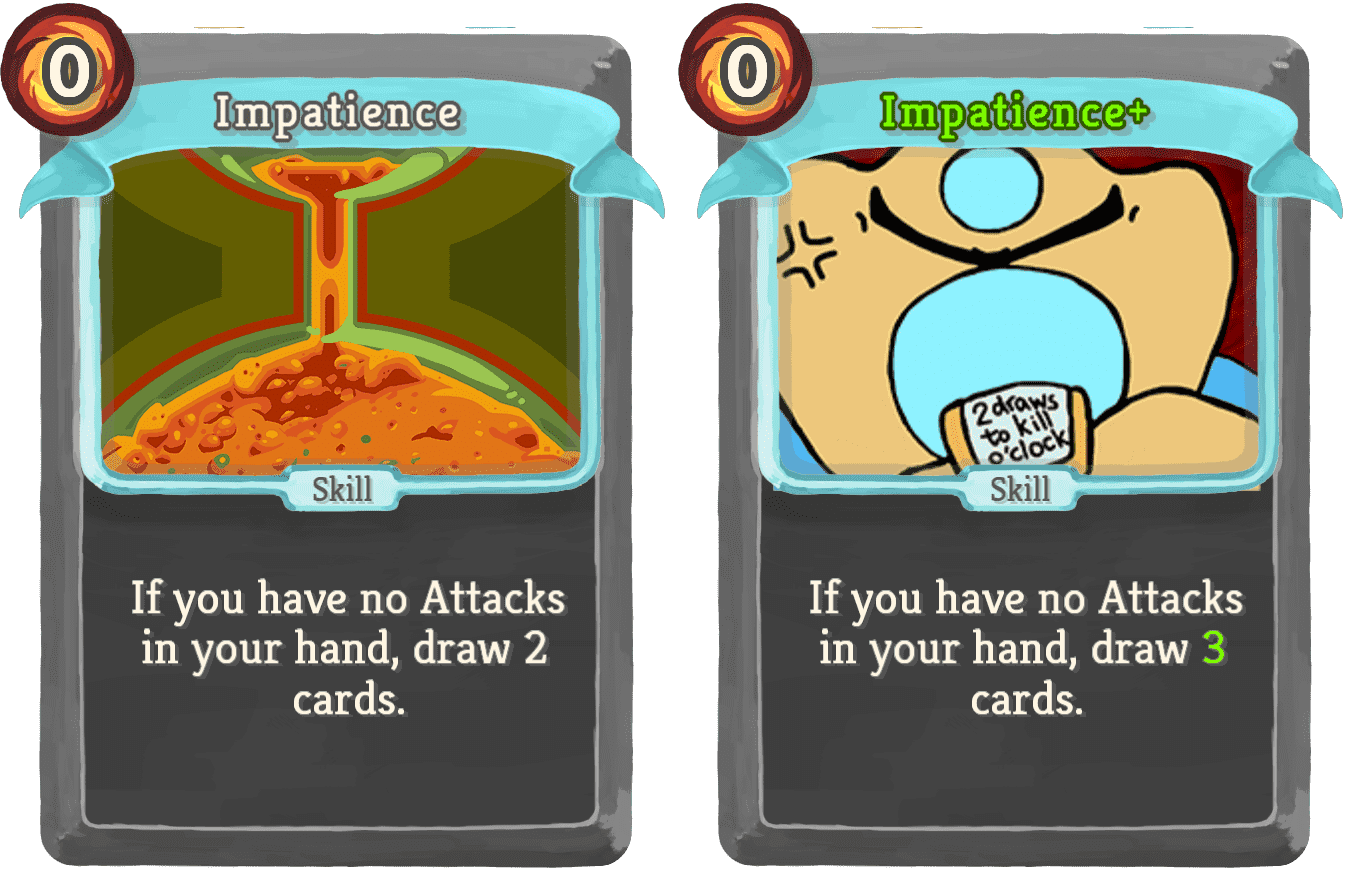 0
Impatience
Skill
If you have no Attacks
in your hand, draw 2
cards.
0
Impatience+
2 draws
to kill
o'clock
Skill
If you have no Attacks
in your hand, draw 3
cards.